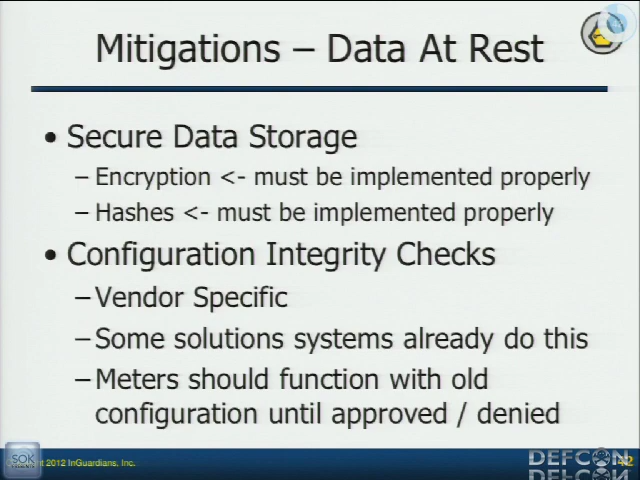 Mitigations – Data At Rest
• Secure Data Storage
– Encryption <- must be implemented properly
– Hashes <- must be implemented properly
• Configuration Integrity Checks
– Vendor Specific
– Some solutions systems already do this
– Meters should function with old
configuration until approved / denied
SOK
2012 InGuardians, Inc.
DEFCON
42